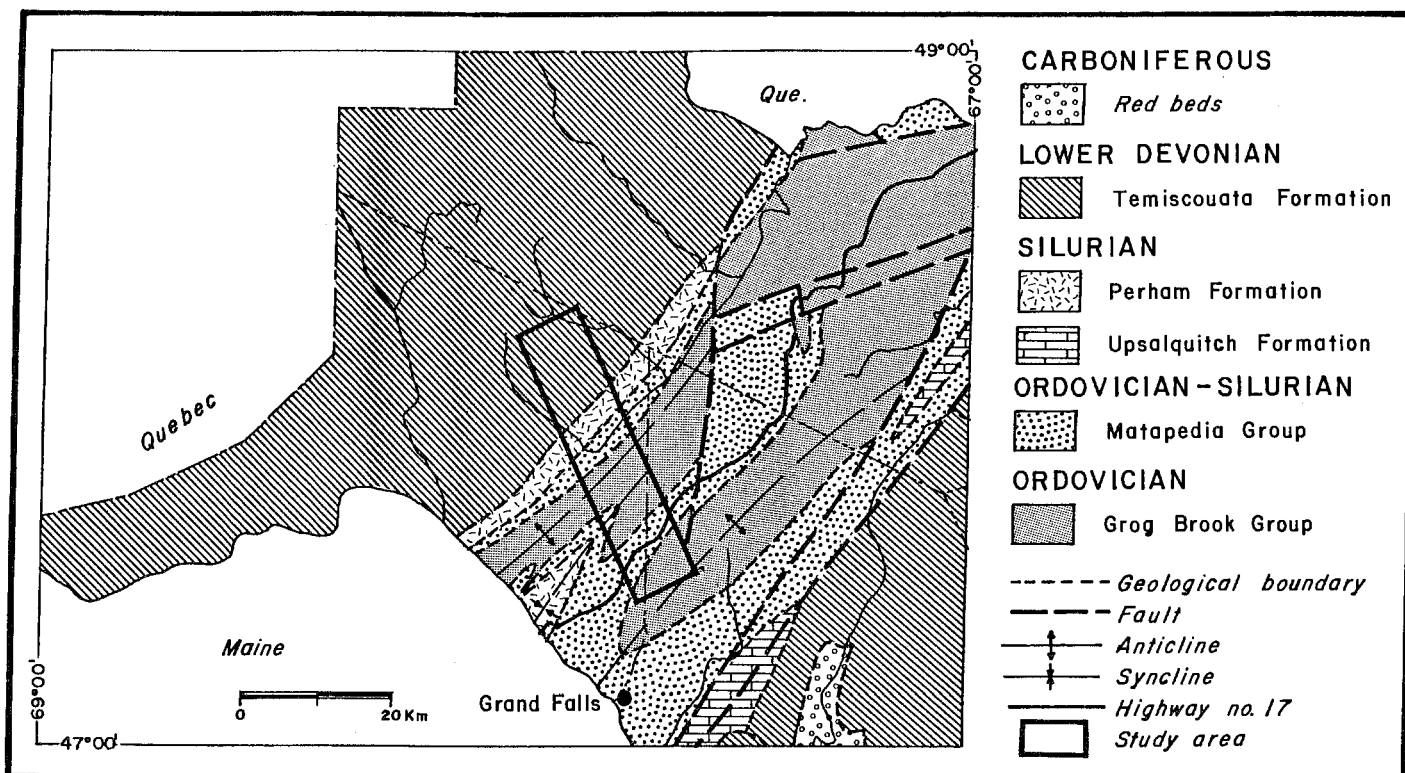 49°00'
67°00'
Que.
Quebec
Maine
Grand Falls
0 20 Km
69°00'
47°00'
CARBONIFEROUS
Red beds
LOWER DEVONIAN
Temiscouata Formation
SILURIAN
Perham Formation
Upsalquitch Formation
ORDOVICIAN-SILURIAN
Matapedia Group
ORDOVICIAN
Grog Brook Group
Geological boundary
Fault
Anticline
Syncline
Highway no. 17
Study area